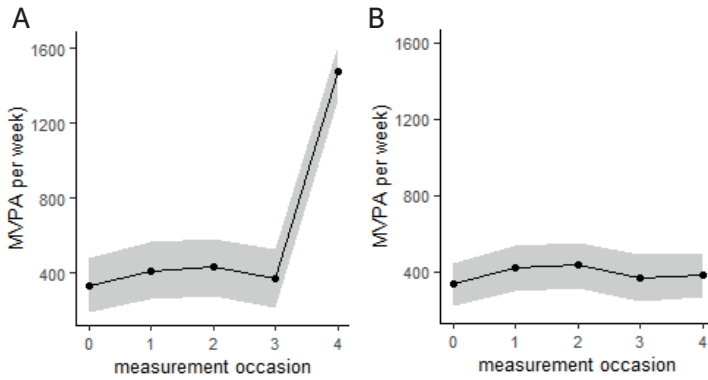 A
MVPA per week)
1600
1200
800
400
0 1 2 3 4
measurement occasion
B
MVPA per week)
1600
1200
800
400
0 1 2 3 4
measurement occasion